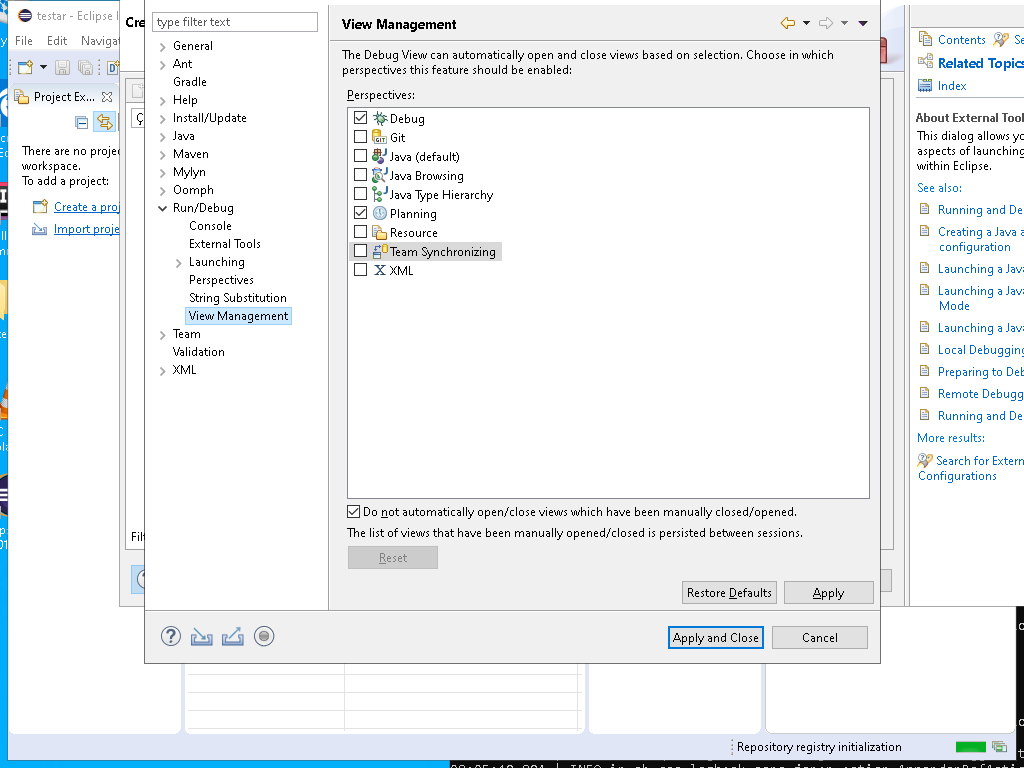 testar - Eclipse I
File Edit Navigat
Project Ex...
There are no projec
workspace.
To add a project:
Create a proj
Import proje
Cre
type filter text
General
Ant
Gradle
Help
Install/Update
Java
Maven
Mylyn
Oomph
Run/Debug
Console
External Tools
Launching
Perspectives
String Substitution
View Management
Team
Validation
XML
Filt
View Management
The Debug View can automatically open and close views based on selection. Choose in which
perspectives this feature should be enabled:
Perspectives:
Debug
Git
Java (default)
Java Browsing
Java Type Hierarchy
Planning
Resource
Team Synchronizing
XML
Do not automatically open/close views which have been manually closed/opened.
The list of views that have been manually opened/closed is persisted between sessions.
Reset
Restore Defaults Apply
Apply and Close Cancel
Contents Se
Related Topics
Index
About External Tool
This dialog allows yo
aspects of launching
within Eclipse.
See also:
Running and De
Creating a Java a
configuration
Launching a Java
Launching a Java
Mode
Launching a Java
Local Debugging
Preparing to Deb
Remote Debugg
Running and De
More results:
Search for Extern
Configurations
Repository registry initialization